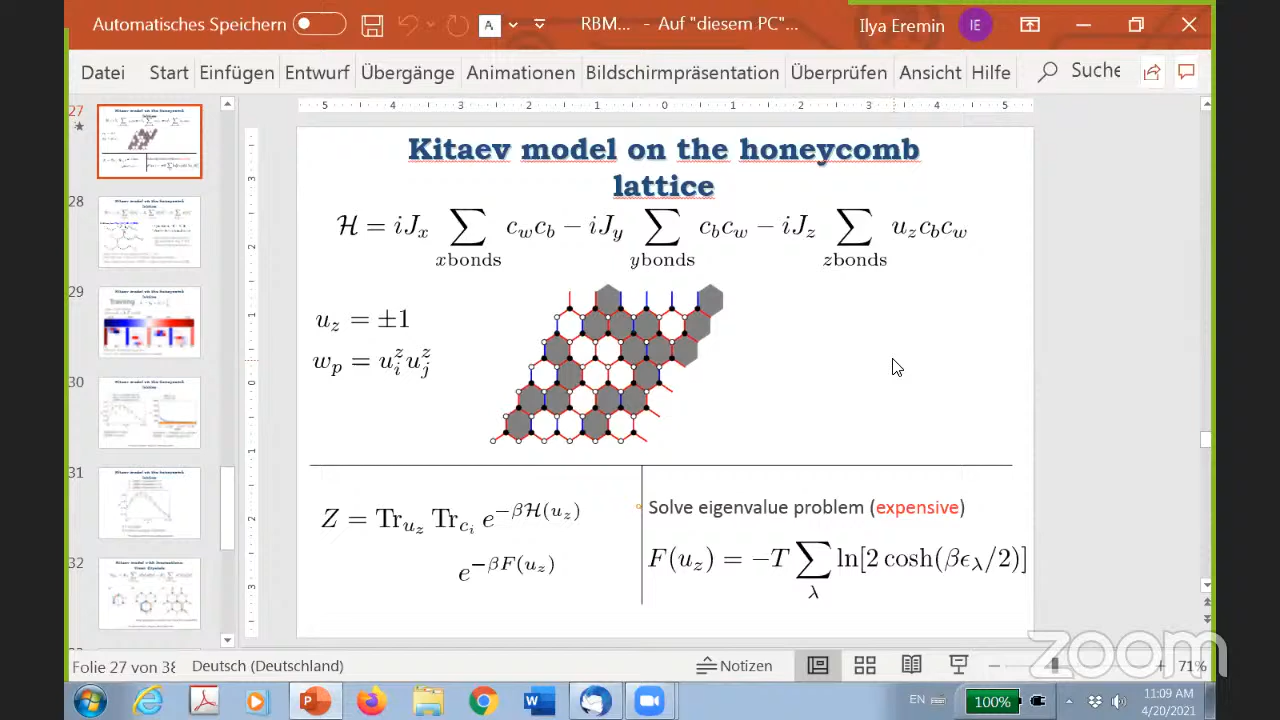 Automatisches Speichern
A
RBM... - Auf "diesem PC"...
Ilya Eremin
IE
Datei Start Einfügen Entwurf Übergänge Animationen Bildschirmpräsentation Überprüfen Ansicht Hilfe Suche
27
28
29
30
31
32
Training
Kitaev model on the honeycomb
lattice
ℋ = iJ_x ∑_{xbonds} c_w c_b − iJ_y ∑_{ybonds} c_b c_w − iJ_z ∑_{zbonds} u_z c_b c_w
u_z = ±1
w_p = u_i^z u_j^z
Z = Tr_{u_z} Tr_{c_i} e^{−βℋ(u_z)}
e^{−βF(u_z)}
Solve eigenvalue problem (expensive)
F(u_z) = −T ∑_λ ln[2 cosh(βϵ_λ/2)]
zoom
Folie 27 von 38
Deutsch (Deutschland)
Notizen
71%
EN
100%
11:09 AM
4/20/2021